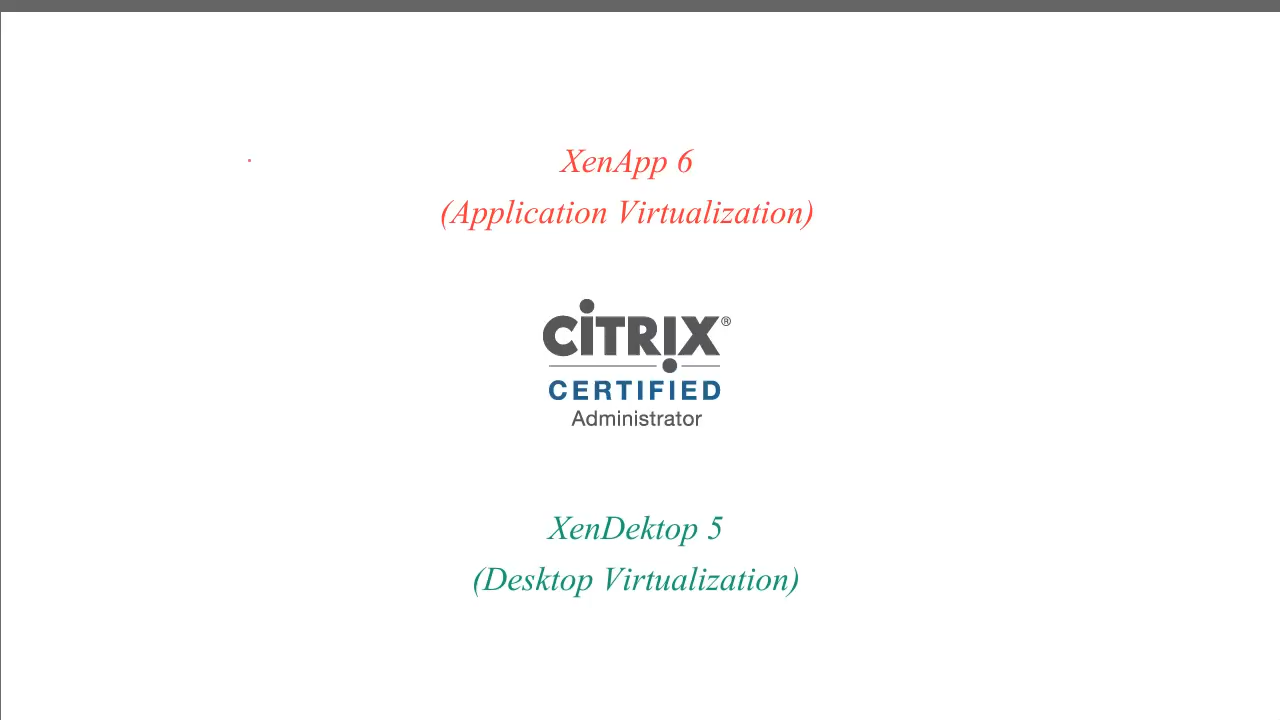 XenApp 6
(Application Virtualization)
CiTRIX®
CERTIFIED
Administrator
XenDektop 5
(Desktop Virtualization)